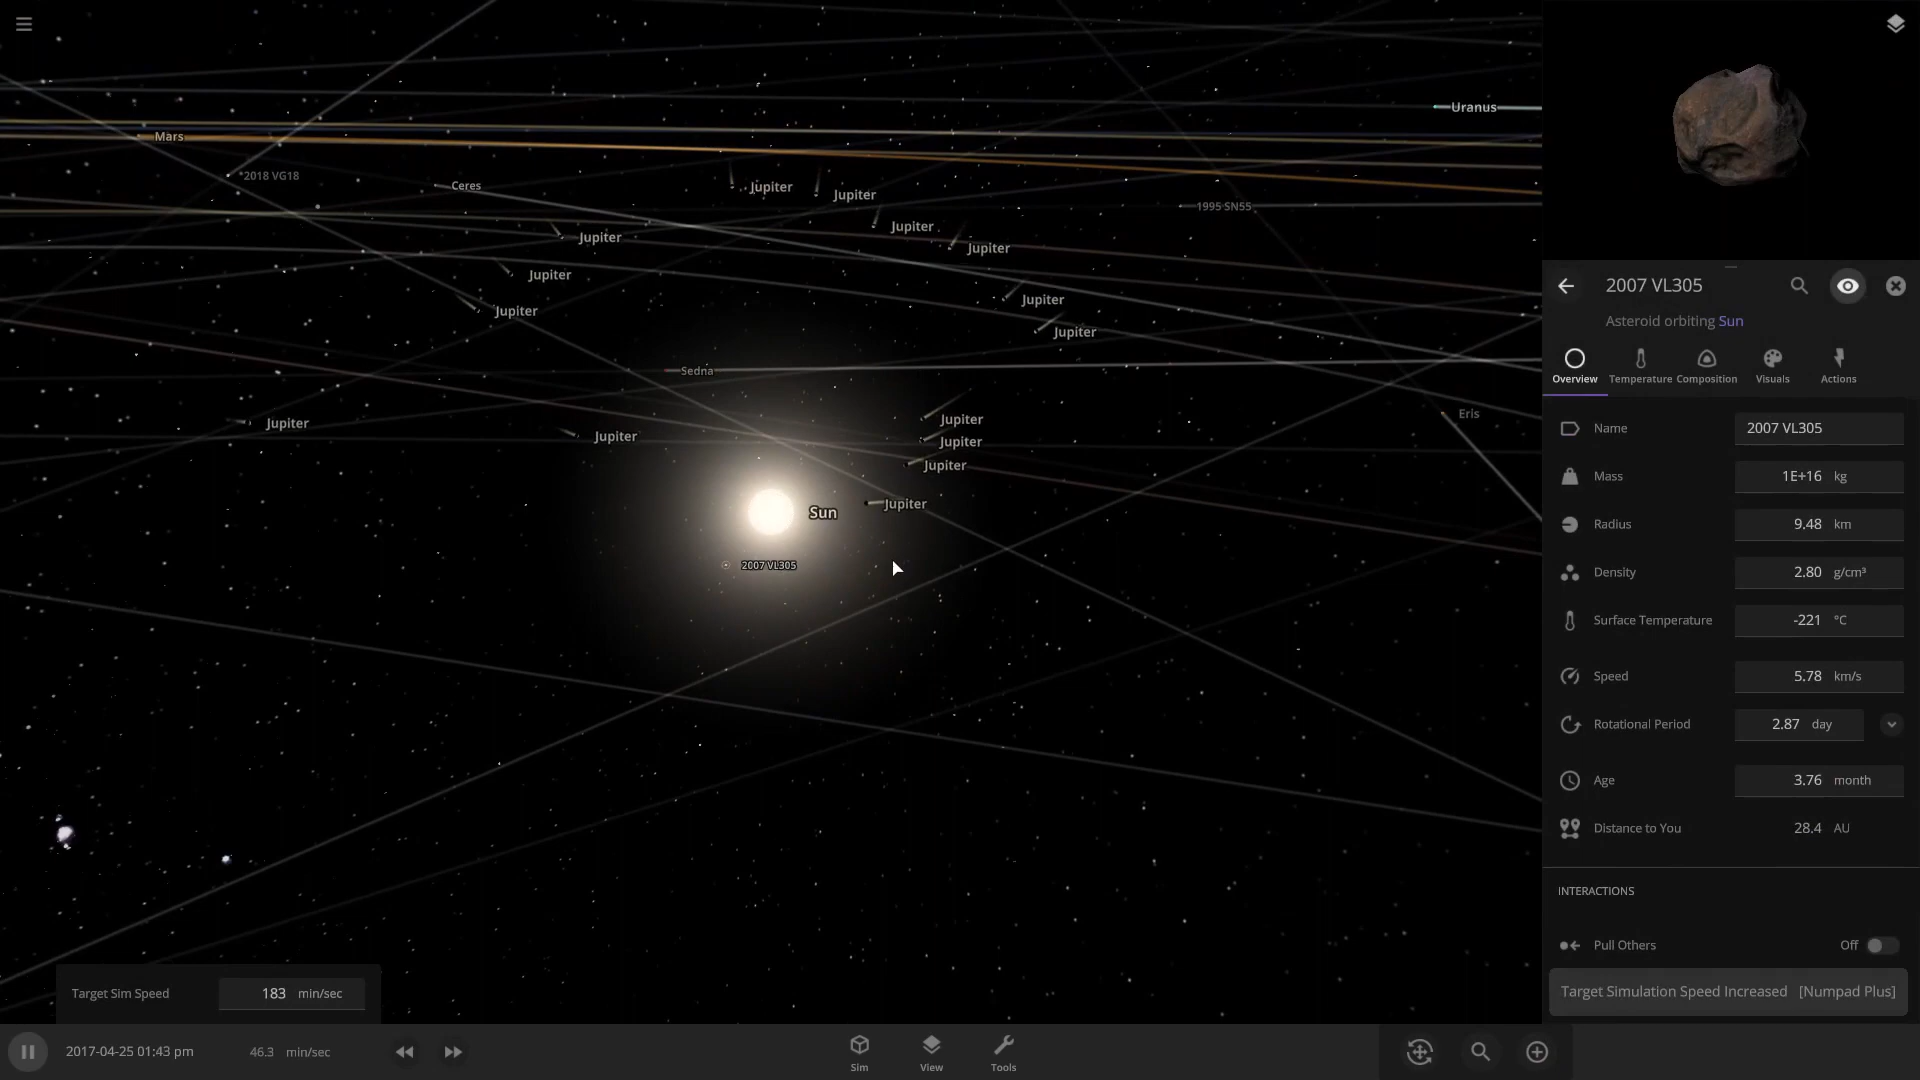 Uranus
Mars
*2018 VG18
Ceres
Jupiter
Jupiter
1995 SN55
Jupiter
Jupiter
Jupiter
Jupiter
Jupiter
Jupiter
Jupiter
Sedna
Eris
Jupiter
Jupiter
Jupiter
Jupiter
Jupiter
Jupiter
Sun
2007 VL305
2007 VL305
Asteroid orbiting Sun
Overview Temperature Composition Visuals Actions
Name 2007 VL305
Mass 1E+16 kg
Radius 9.48 km
Density 2.80 g/cm³
Surface Temperature -221 °C
Speed 5.78 km/s
Rotational Period 2.87 day
Age 3.76 month
Distance to You 28.4 AU
INTERACTIONS
Pull Others Off
Target Simulation Speed Increased [Numpad Plus]
Target Sim Speed 183 min/sec
2017-04-25 01:43 pm 46.3 min/sec
Sim View Tools